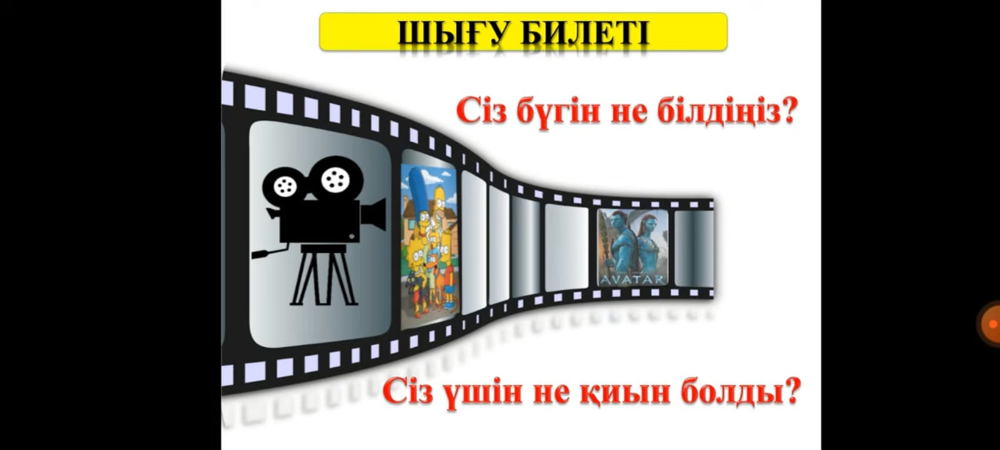 ШЫҒУ БИЛЕТІ
Сіз бүгін не білдіңіз?
AVATAR
Сіз үшін не қиын болды?